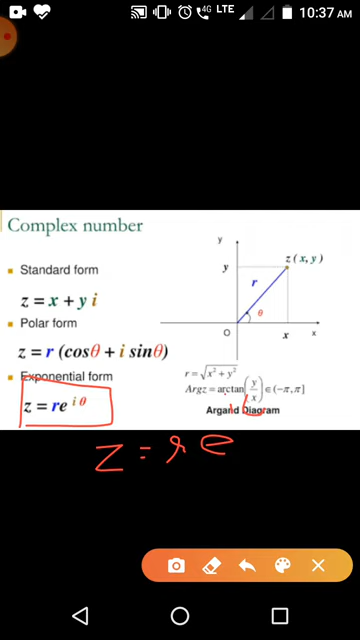 4G LTE 10:37 AM
Complex number
Standard form
z = x + y i
Polar form
z = r (cosθ + i sinθ)
Exponential form
z = re^{iθ}
y
z (x, y)
y
r
θ
O
x
x
r = √(x² + y²)
Argz = arctan (y/x) ∈ (−π, π]
Argand Diagram
z = r e